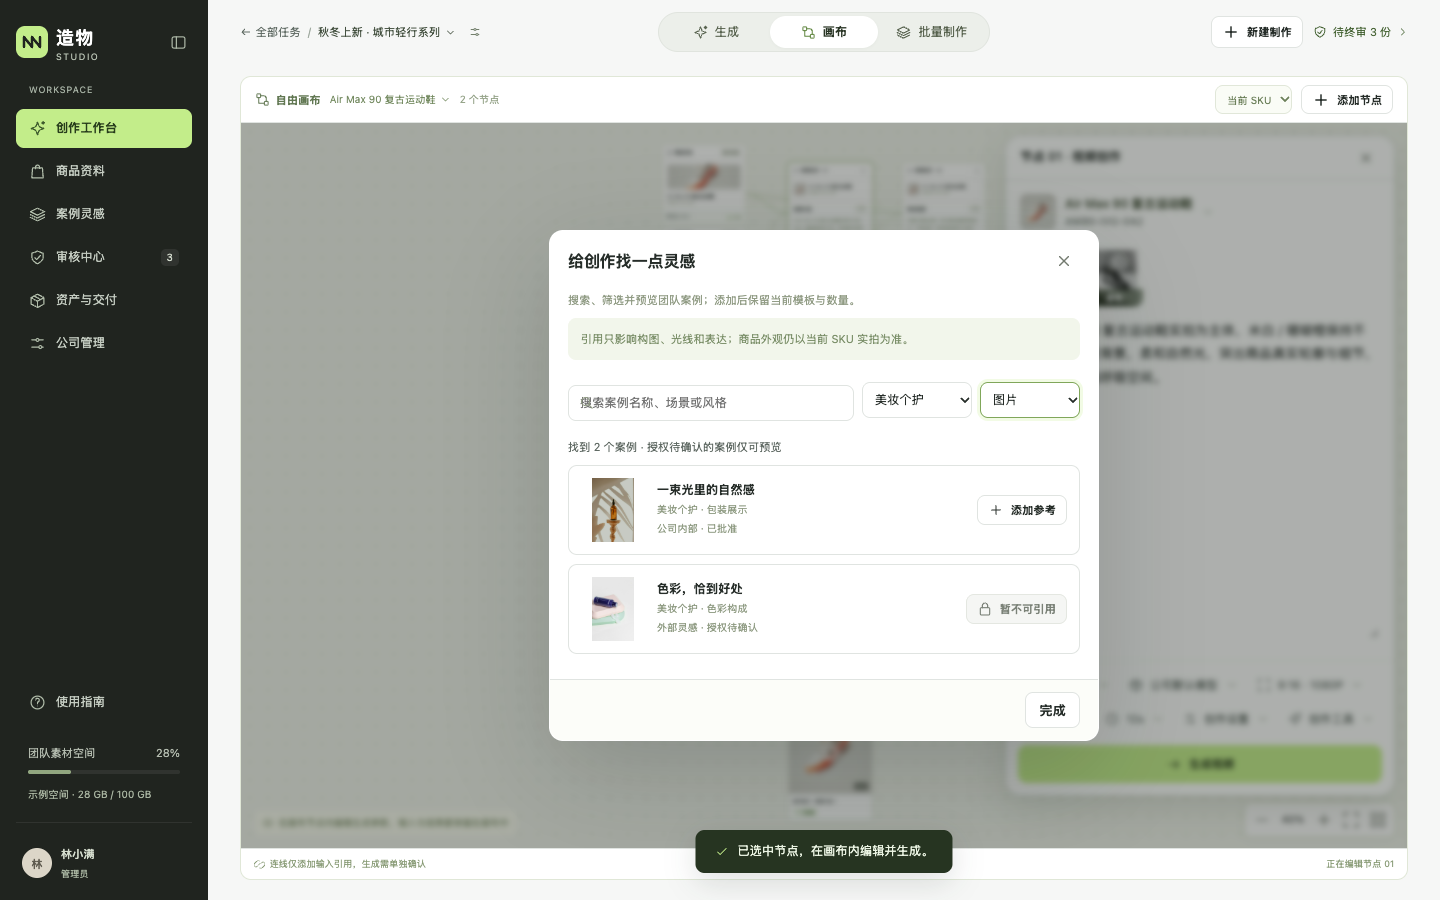 造物
STUDIO
WORKSPACE
创作工作台
商品资料
案例灵感
审核中心 3
资产与交付
公司管理
使用指南
团队素材空间 28%
示例空间 · 28 GB / 100 GB
林 林小满
管理员
全部任务 / 秋冬上新 · 城市轻行系列
生成 画布 批量制作
新建制作 待终审 3 份
自由画布 Air Max 90 复古运动鞋 2 个节点
当前 SKU 添加节点
给创作找一点灵感
搜索、筛选并预览团队案例；添加后保留当前模板与数量。
引用只影响构图、光线和表达；商品外观仍以当前 SKU 实拍为准。
搜索案例名称、场景或风格 美妆个护 图片
找到 2 个案例 · 授权待确认的案例仅可预览
一束光里的自然感
美妆个护 · 包装展示
公司内部 · 已批准
添加参考
色彩，恰到好处
美妆个护 · 色彩构成
外部灵感 · 授权待确认
暂不可引用
完成
已选中节点，在画布内编辑并生成。
连线仅添加输入引用，生成需单独确认
正在编辑节点 01